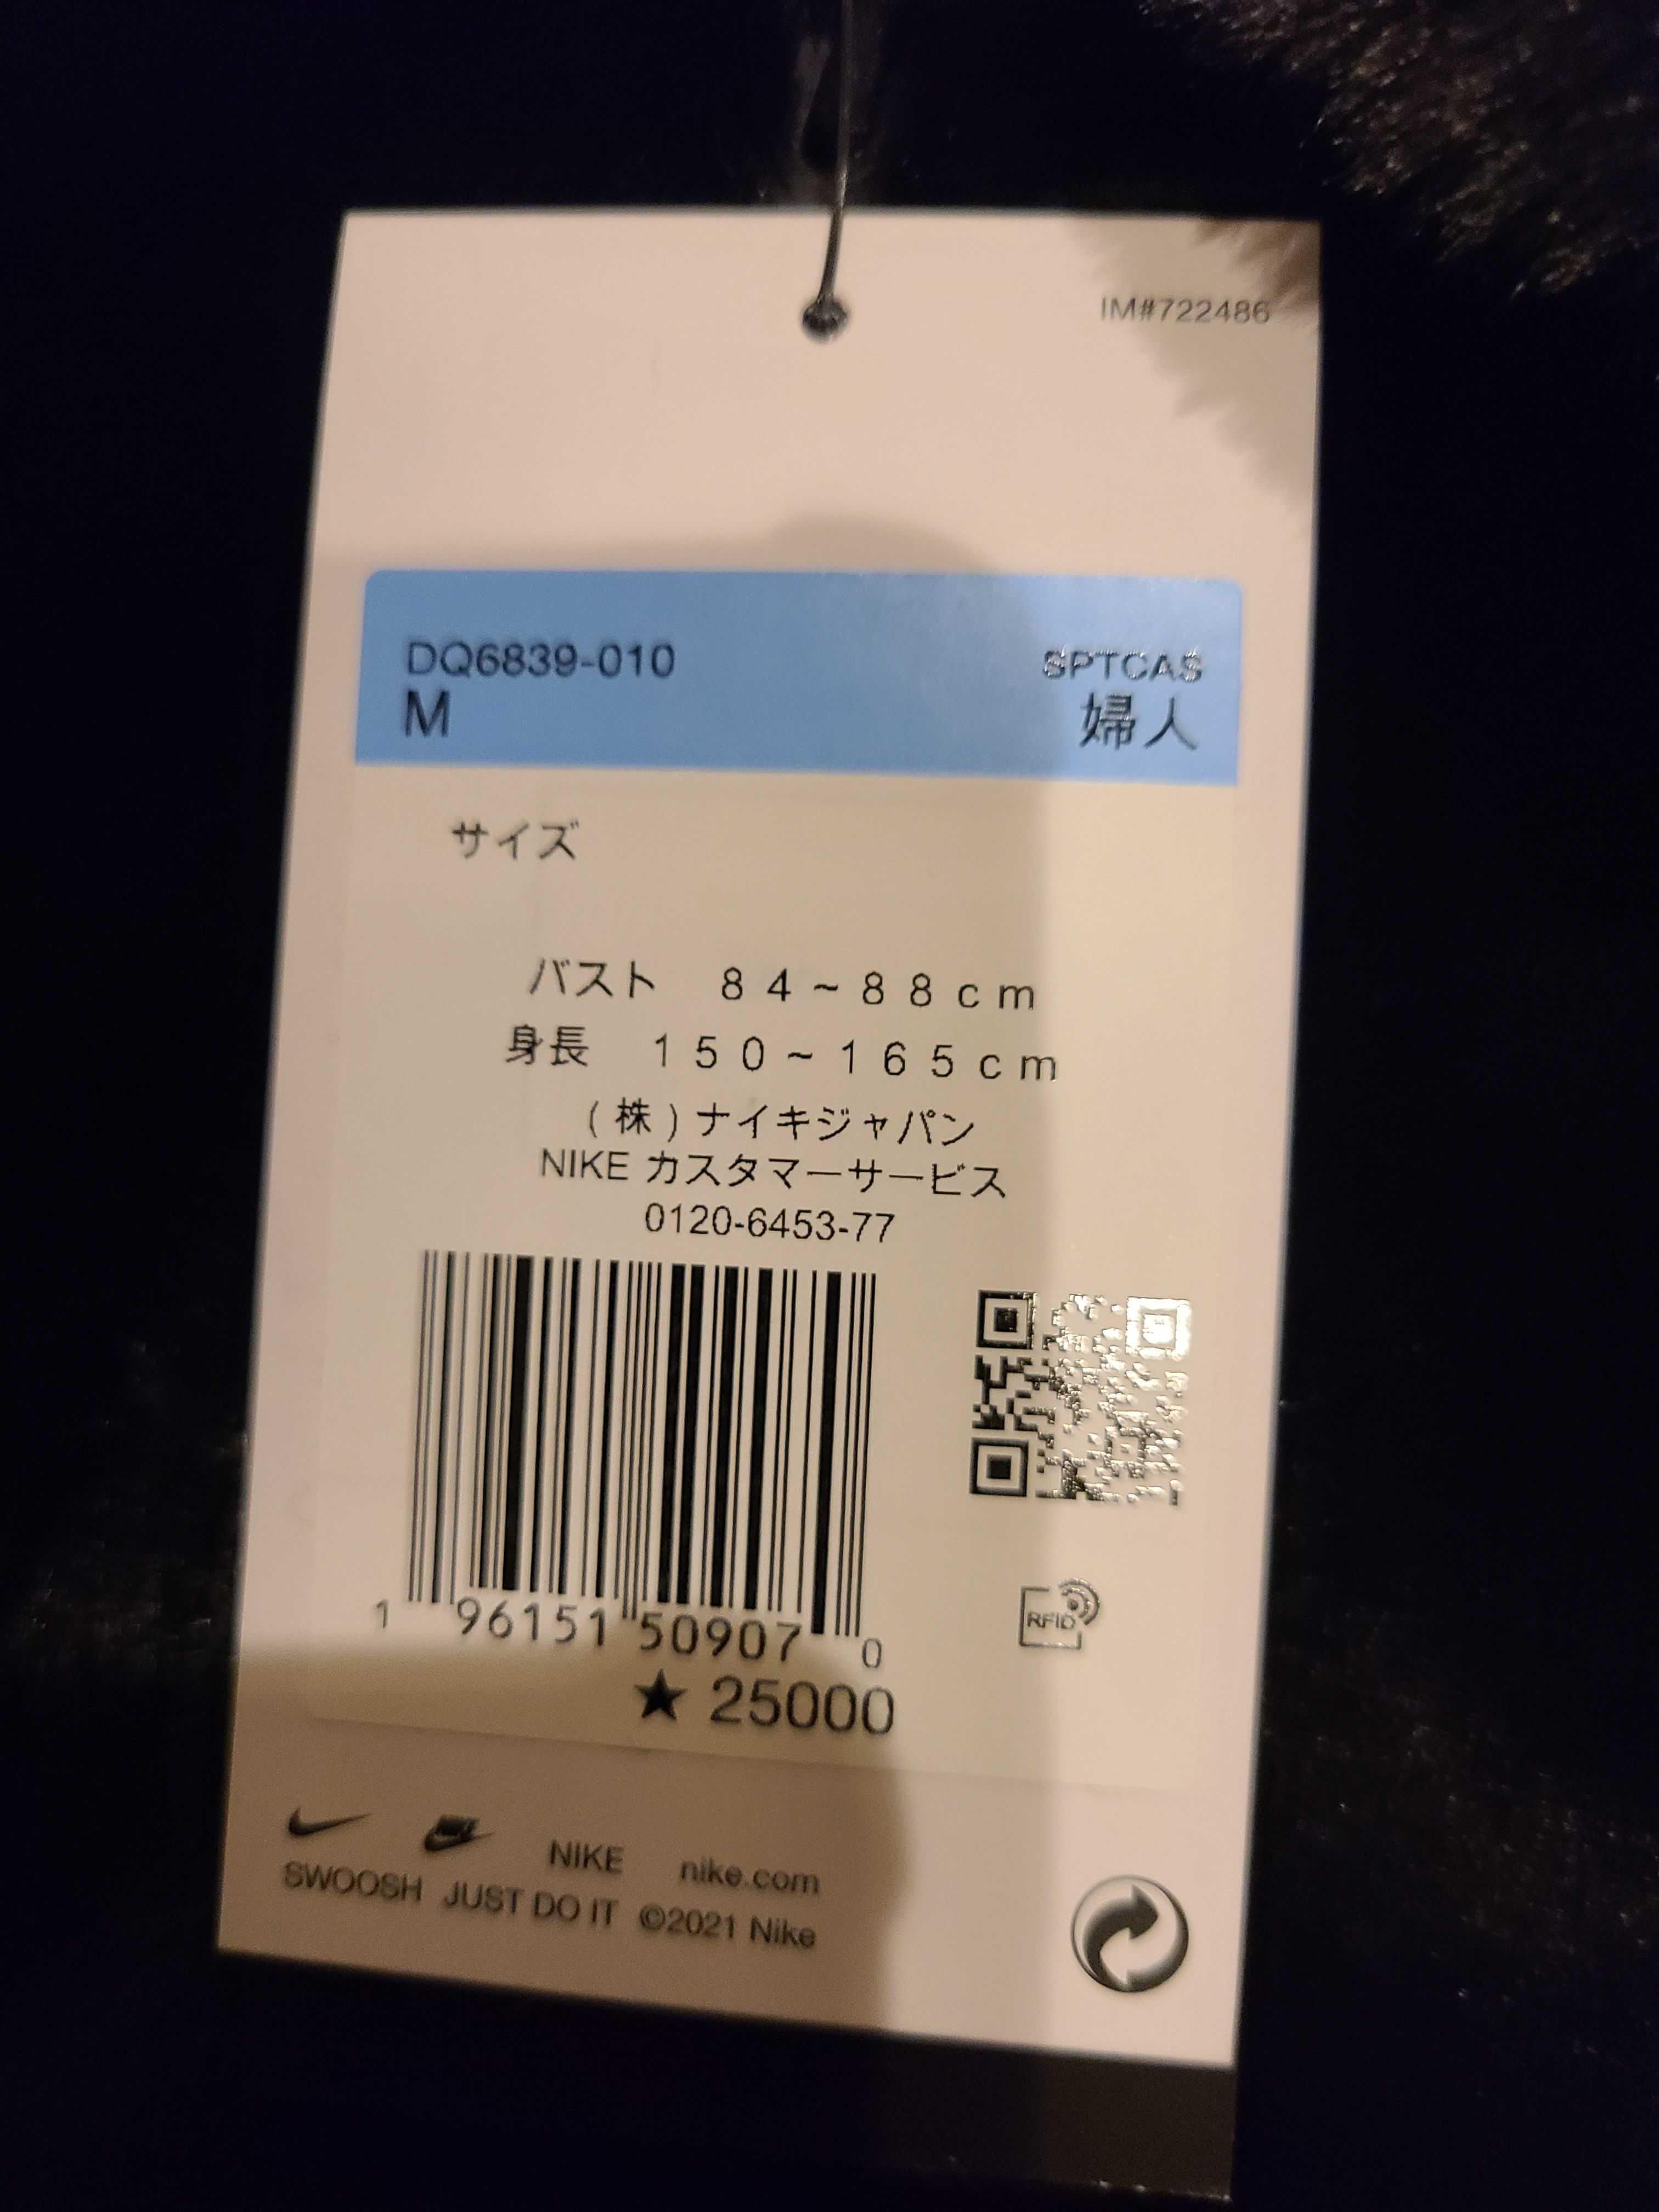 IM#722486
DQ6839-010 SPTCAS
M 婦人
サイズ
バスト 84~88cm
身長 150~165cm
(株)ナイキジャパン
NIKE カスタマーサービス
0120-6453-77
RFID
1 96151 50907 0
★ 25000
NIKE nike.com
SWOOSH JUST DO IT ©2021 Nike